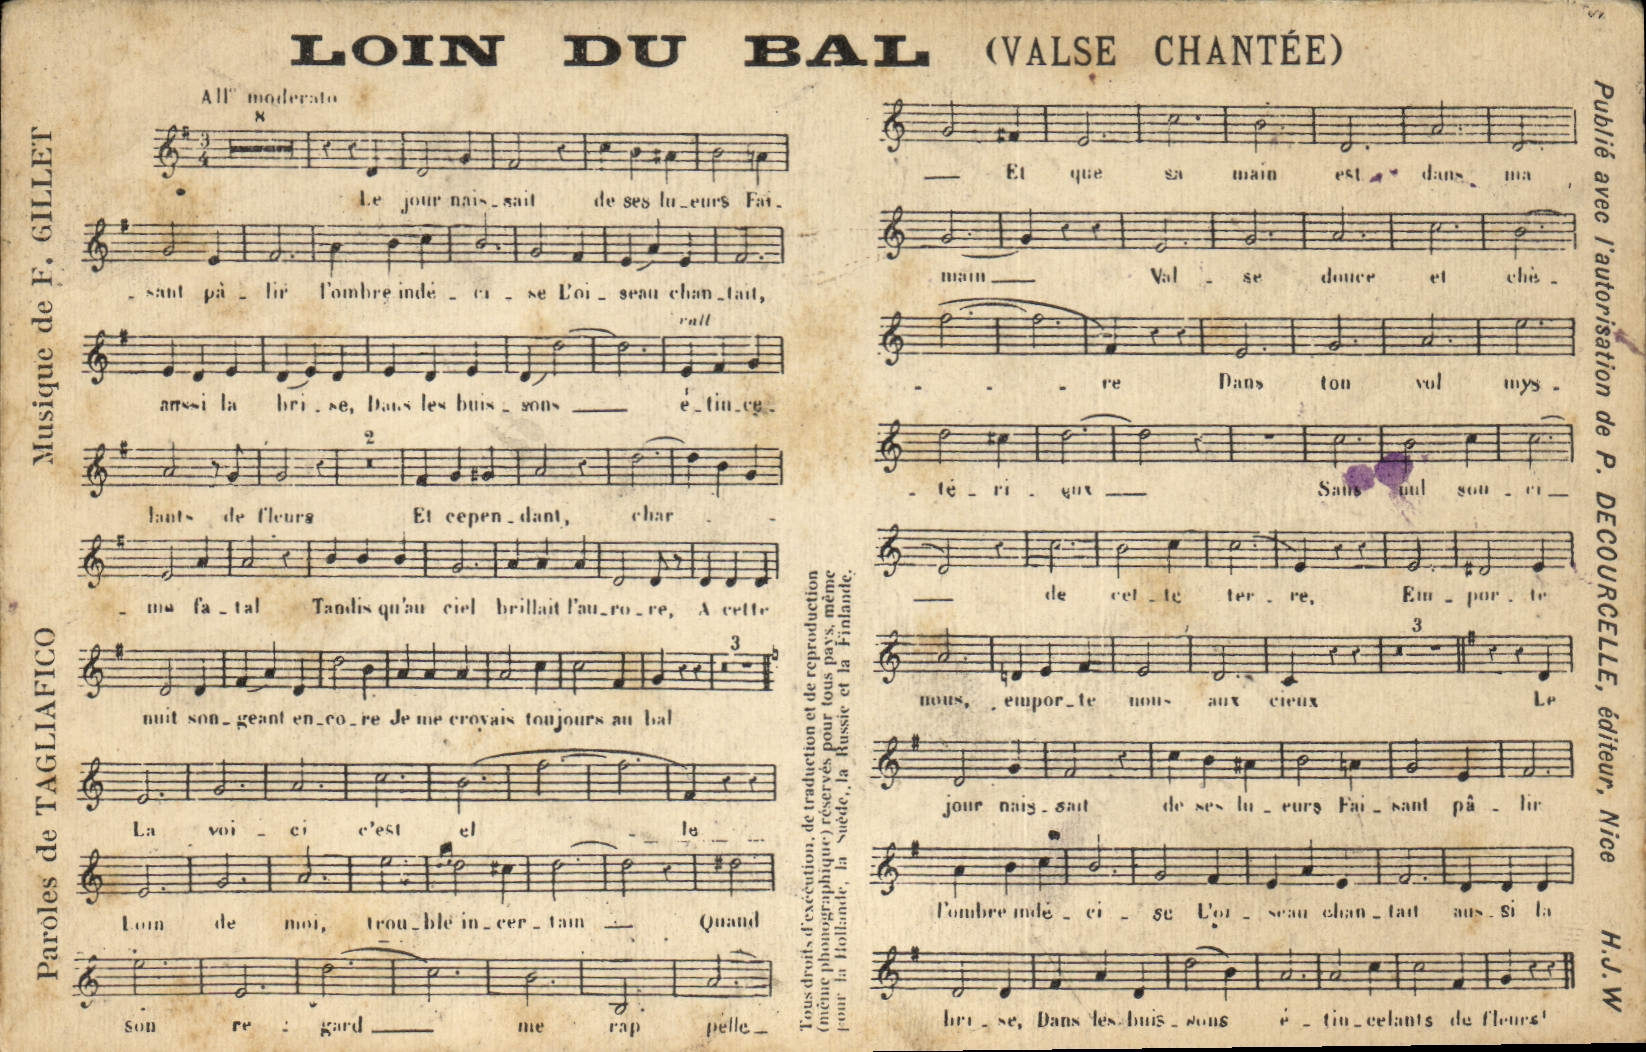 LOIN DU BAL (VALSE CHANTÉE)
Musique de F. GILLET
Paroles de TAGLIAFICO
All° moderato
8
Le jour nais_sait de ses lu_eurs Fai_
_sant pâ_lir l'ombre indé_ci_se L'oi_seau chan_tait,
rall
aussi la bri_se, Dans les buis_sons é_tin_ce_
2
lants de fleurs Et cepen_dant, char_
_me fa_tal Tandis qu'au ciel brillait l'au_ro_re, A cette
3
nuit son_geant en_co_re Je me croyais toujours au bal
La voi_ci c'est el_le
Loin de moi, trou_blé in_cer_tain Quand
son re_gard me rap pelle_
Tous droits d'exécution, de traduction et de reproduction
(même phonographique) réservés pour tous pays, même
pour la Hollande, la Suède, la Russie et la Finlande.
Et que sa main est dans ma
main Val_se douce et chè_
_re Dans ton vol mys_
_té_ri_eux Sans nul sou_ci_
de cet_te ter_re, Em_por_te
3
nous, empor_te nous aux cieux Le
jour nais_sait de ses lu_eurs Fai_sant pâ_lir
l'ombre indé_ci_se L'oi_seau chan_tait aus_si la
bri_se, Dans les buis_sons é_tin_celants de fleurs!
Publié avec l'autorisation de P. DECOURCELLE, éditeur, Nice H.J.W